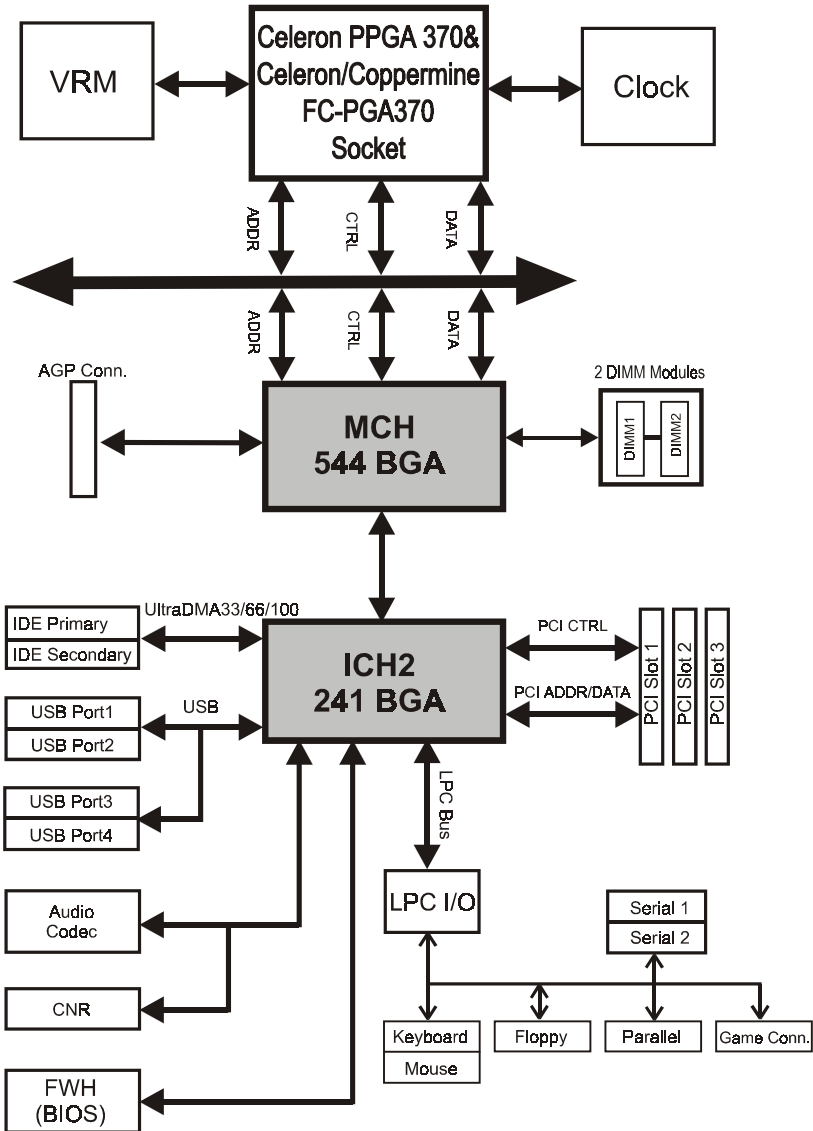 VRM
Celeron PPGA 370&
Celeron/Coppermine
FC-PGA370
Socket
Clock
ADDR
CTRL
DATA
ADDR
CTRL
DATA
AGP Conn.
MCH
544 BGA
2 DIMM Modules
DIMM1
DIMM2
UltraDMA33/66/100
IDE Primary
IDE Secondary
ICH2
241 BGA
PCI CTRL
PCI ADDR/DATA
PCI Slot 1
PCI Slot 2
PCI Slot 3
USB
USB Port1
USB Port2
USB Port3
USB Port4
LPC Bus
Audio
Codec
LPC I/O
Serial 1
Serial 2
CNR
Keyboard
Mouse
Floppy
Parallel
Game Conn.
FWH
(BIOS)